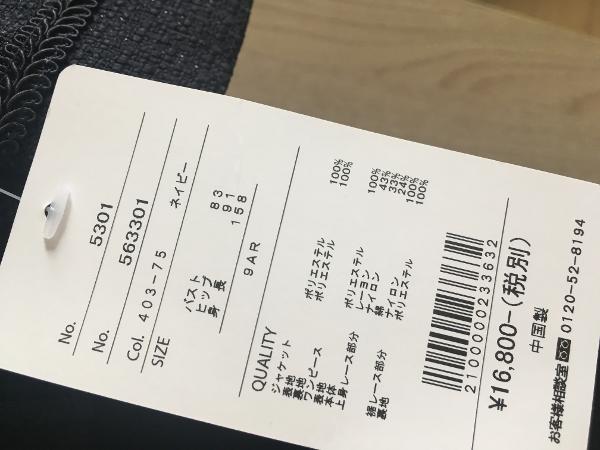 No. 5301
No. 563301
Col. 403-75 ネイビー
SIZE
バスト 83
ヒップ 91
身 長 158
9AR
QUALITY
ジャケット
表地 ポリエステル 100%
裏地 ポリエステル 100%
ワンピース
表地
本体 ポリエステル 100%
上身レース部分 レーヨン 43%
ナイロン 33%
綿 24%
裾レース部分 ナイロン 100%
裏地 ポリエステル 100%
2100000233632
¥16,800-(税別)
中国製
お客様相談室 0120-52-8194